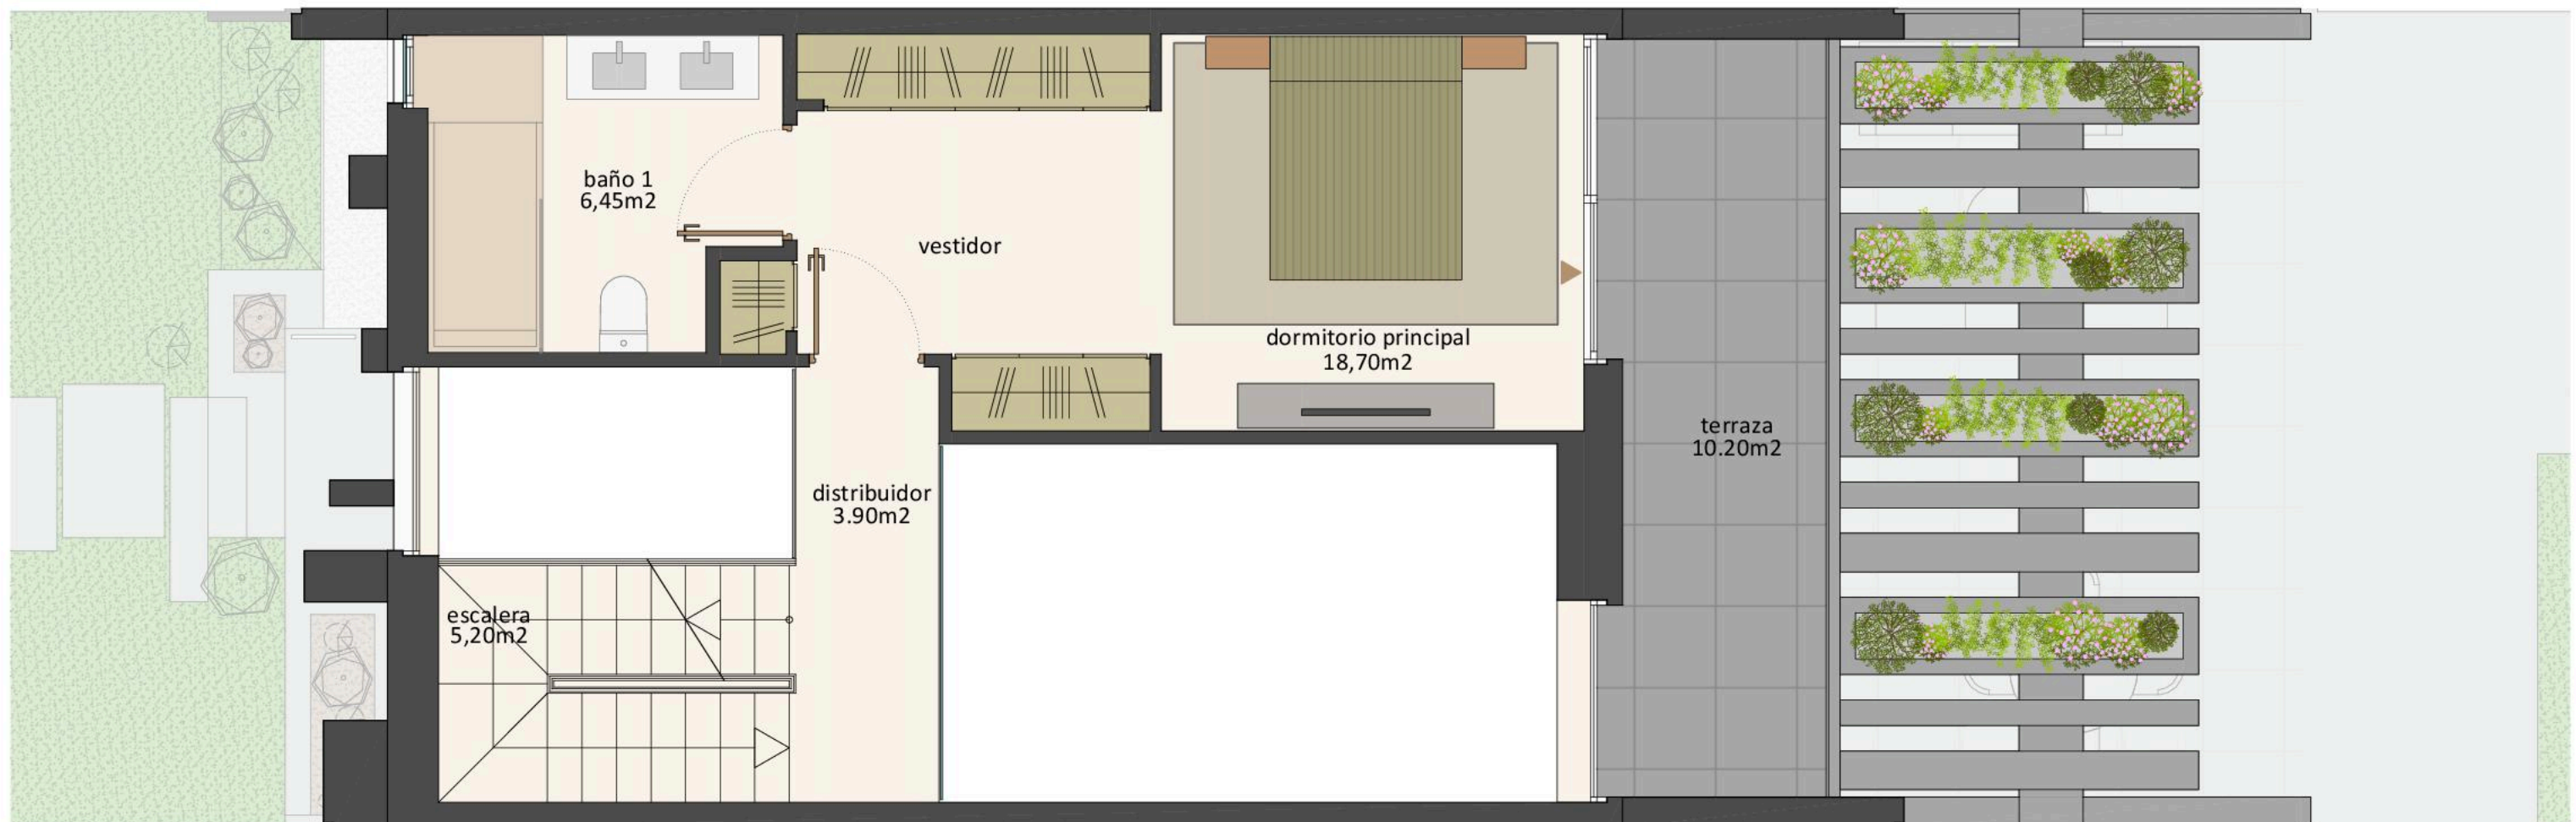 baño 1
6,45m2
vestidor
dormitorio principal
18,70m2
terraza
10.20m2
distribuidor
3.90m2
escalera
5,20m2